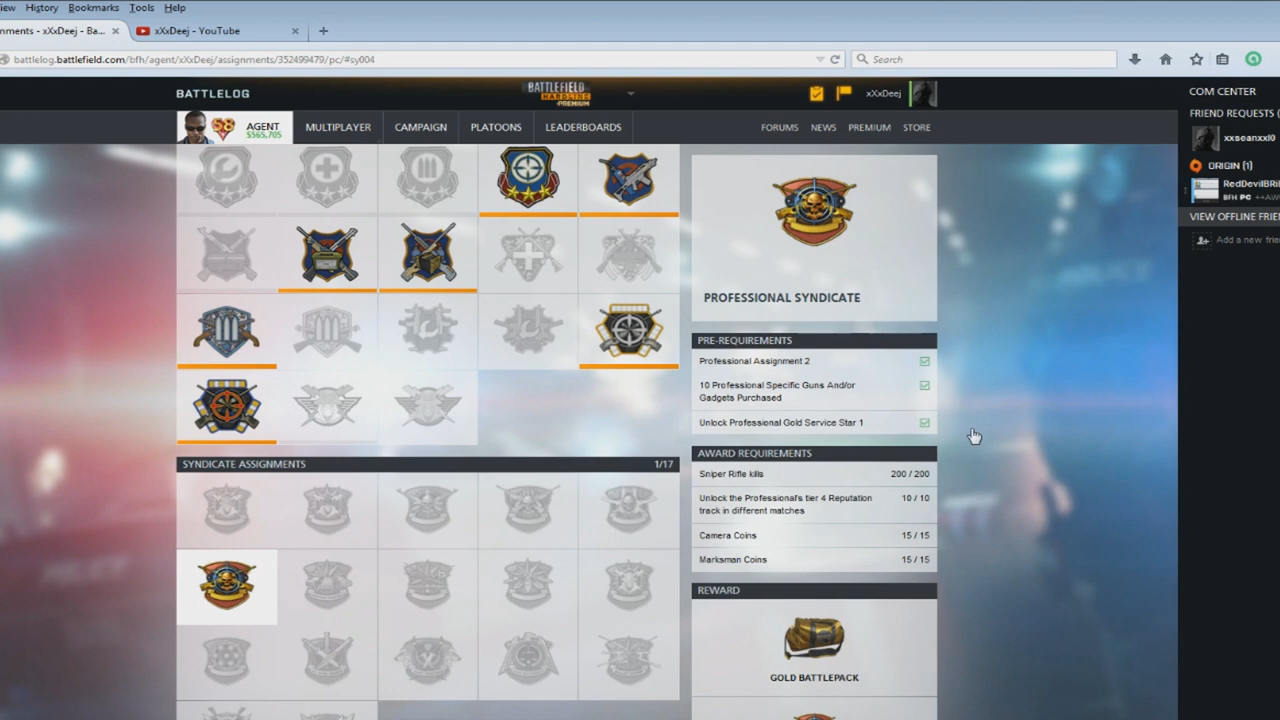 iew History Bookmarks Tools Help
nments - xXxDeej - Ba... xXxDeej - YouTube
battlelog.battlefield.com/bfh/agent/xXxDeej/assignments/352499479/pc/#sy004 Search
BATTLELOG BATTLEFIELD HARDLINE PREMIUM xXxDeej COM CENTER
FRIEND REQUESTS (
58 AGENT MULTIPLAYER CAMPAIGN PLATOONS LEADERBOARDS FORUMS NEWS PREMIUM STORE
$565,705
xxseanxxl0
ORIGIN (1)
RedDevilBRi
BFH PC ++AW
VIEW OFFLINE FRIE
Add a new frie
PROFESSIONAL SYNDICATE
PRE-REQUIREMENTS
Professional Assignment 2
10 Professional Specific Guns And/or
Gadgets Purchased
Unlock Professional Gold Service Star 1
SYNDICATE ASSIGNMENTS 1/17
AWARD REQUIREMENTS
Sniper Rifle kills 200 / 200
Unlock the Professional's tier 4 Reputation 10 / 10
track in different matches
Camera Coins 15 / 15
Marksman Coins 15 / 15
REWARD
GOLD BATTLEPACK